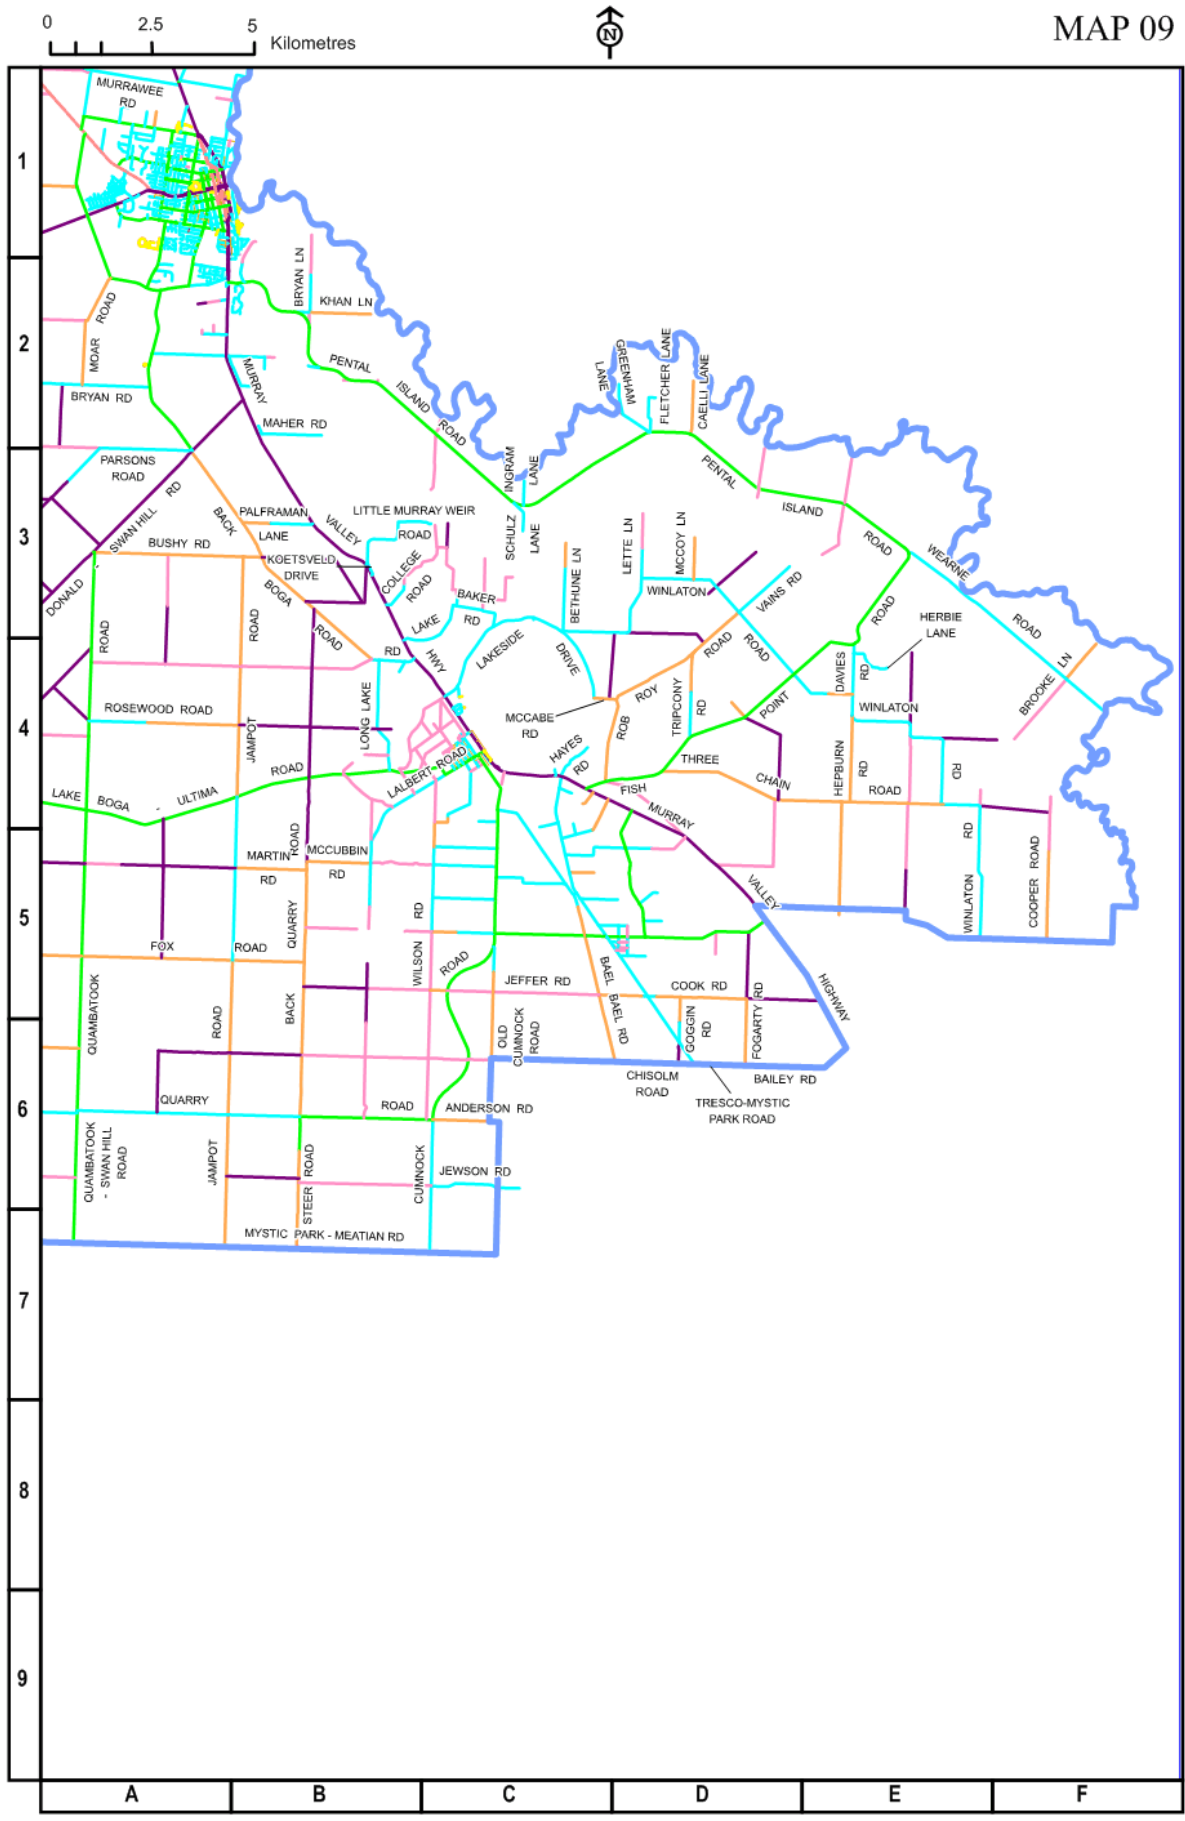 0 2.5 5
Kilometres
N
MAP 09
1
2
3
4
5
6
7
8
9
A B C D E F
MURRAWEE
RD
BRYAN LN
KHAN LN
MOAR
ROAD
BRYAN RD
MURRAY
MAHER RD
PENTAL
ISLAND
ROAD
LANE
GREENHAM
FLETCHER LANE
CAELLI LANE
PARSONS
ROAD
SWAN HILL
RD
BACK
PALFRAMAN
LANE
VALLEY
LITTLE MURRAY WEIR
ROAD
INGRAM
LANE
SCHULZ
LANE
PENTAL
ISLAND
ROAD
WEARNE
ROAD
BUSHY RD
KOETSVELD
DRIVE
BOGA
ROAD
COLLEGE
ROAD
BAKER
RD
LAKE
RD
BETHUNE LN
LETTE LN
MCCOY LN
WINLATON
VAINS RD
ROAD
ROAD
HERBIE
LANE
DONALD -
ROAD
ROAD
HWY
LAKESIDE
DRIVE
ROAD
ROY
ROB
MCCABE
RD
TRIPCONY
RD
POINT
DAVIES
RD
WINLATON
BROOKE LN
ROSEWOOD ROAD
JAMPOT
LONG LAKE
HAYES
RD
THREE
CHAIN
HEPBURN
RD
ROAD
RD
LAKE
BOGA
-
ULTIMA
ROAD
LALBERT ROAD
FISH
MURRAY
MARTIN
RD
ROAD
MCCUBBIN
RD
QUARRY
RD
WILSON
VALLEY
RD
WINLATON
COOPER ROAD
FOX
ROAD
ROAD
JEFFER RD
BAEL
BAEL RD
COOK RD
HIGHWAY
QUAMBATOOK
ROAD
BACK
OLD
CUMNOCK
ROAD
GOGGIN
RD
FOGARTY RD
CHISOLM
ROAD
BAILEY RD
TRESCO-MYSTIC
PARK ROAD
QUARRY
ROAD
ANDERSON RD
QUAMBATOOK
- SWAN HILL
ROAD
JAMPOT
STEER
ROAD
CUMNOCK
JEWSON RD
MYSTIC PARK - MEATIAN RD